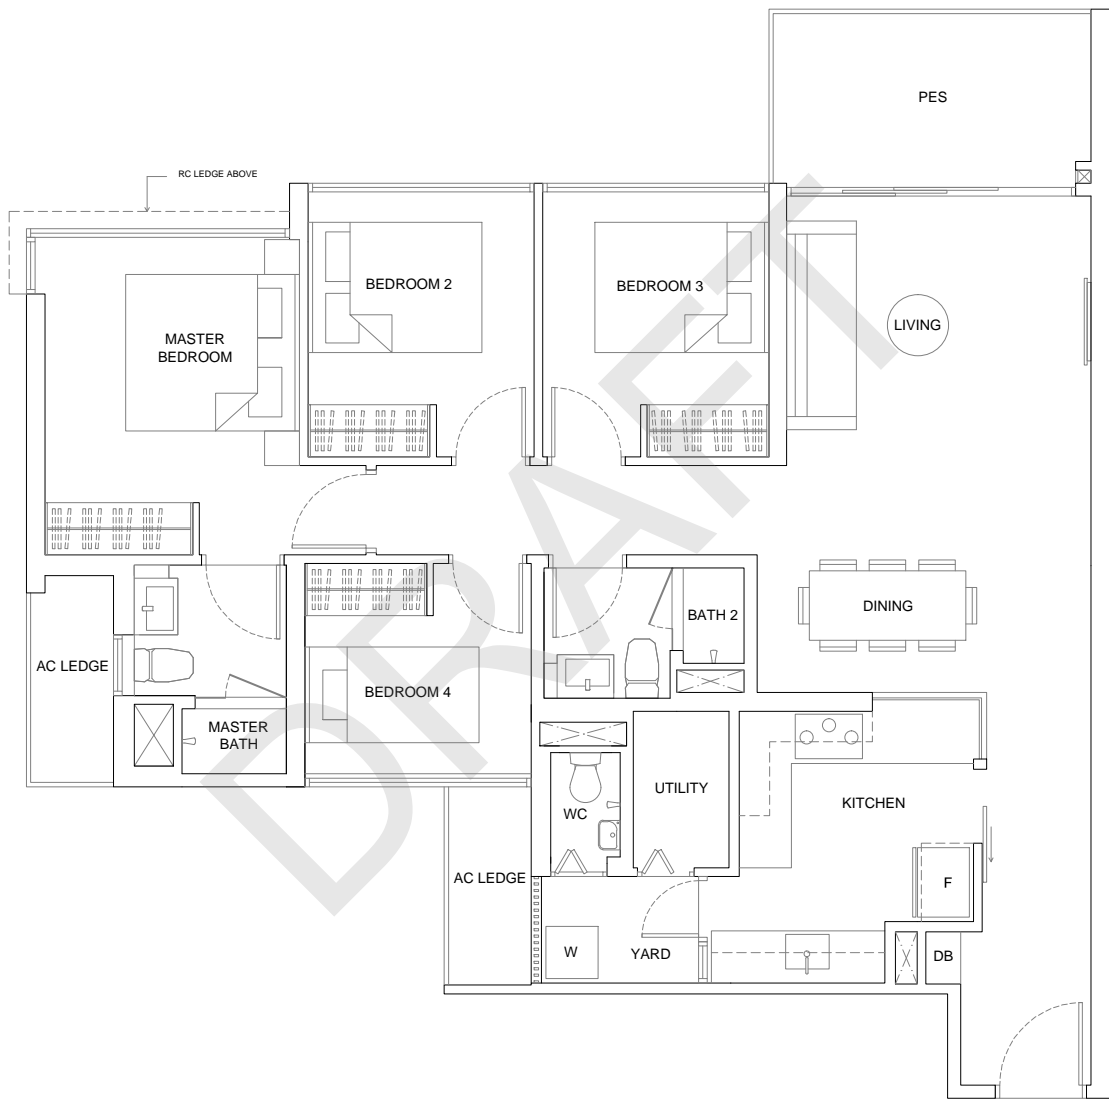 PES
RC LEDGE ABOVE
BEDROOM 2
BEDROOM 3
MASTER
BEDROOM
LIVING
DINING
BATH 2
AC LEDGE
BEDROOM 4
MASTER
BATH
UTILITY
KITCHEN
WC
AC LEDGE
F
W
YARD
DB
DRAFT